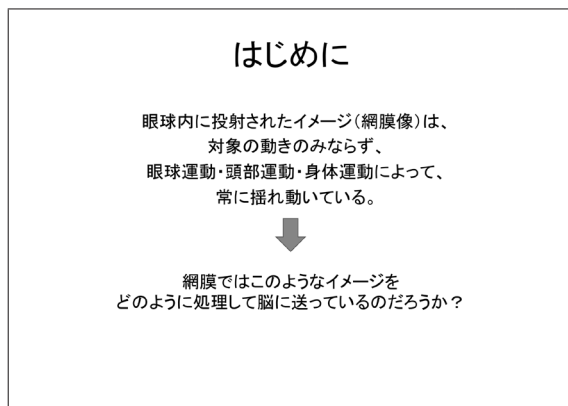 はじめに
眼球内に投射されたイメージ(網膜像)は、
対象の動きのみならず、
眼球運動・頭部運動・身体運動によって、
常に揺れ動いている。
網膜ではこのようなイメージを
どのように処理して脳に送っているのだろうか?